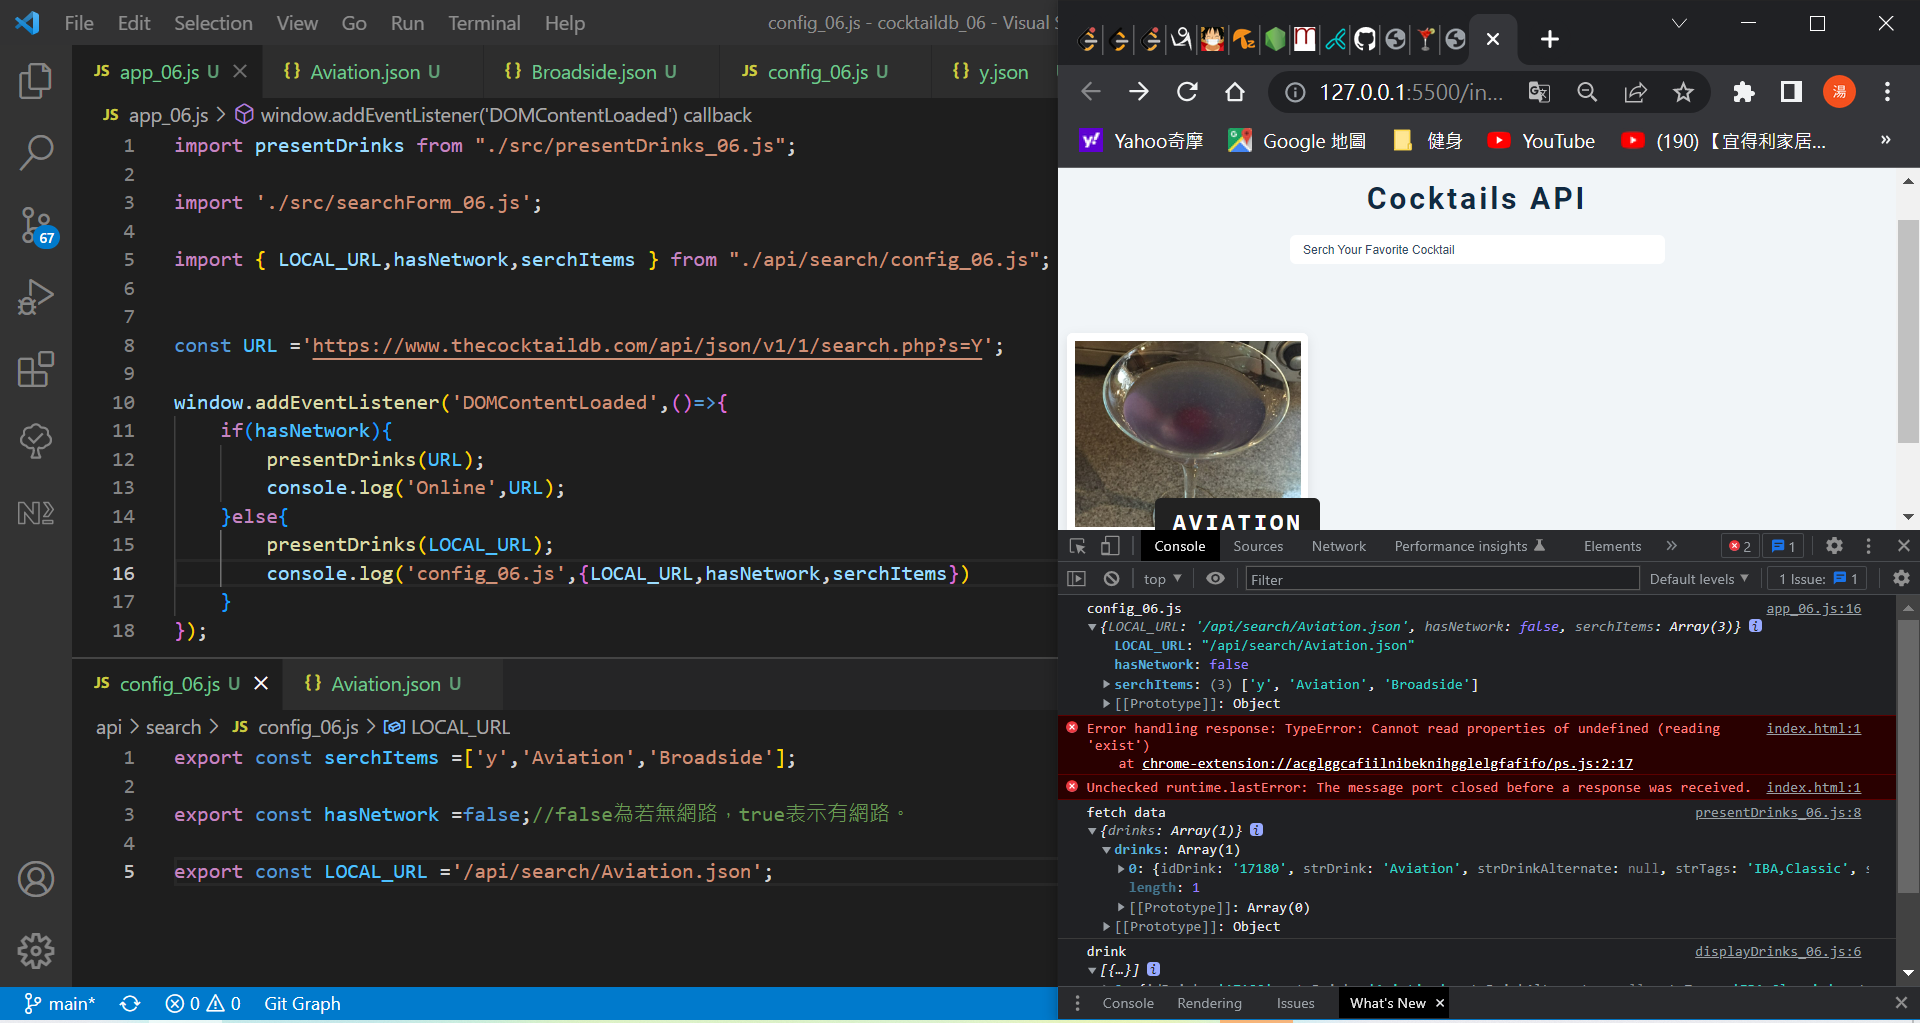 File Edit Selection View Go Run Terminal Help config_06.js - cocktaildb_06 - Visual S
JS app_06.js U
{} Aviation.json U
{} Broadside.json U
JS config_06.js U
{} y.json
JS app_06.js > window.addEventListener('DOMContentLoaded') callback
1 import presentDrinks from "./src/presentDrinks_06.js";
2
3 import './src/searchForm_06.js';
4
5 import { LOCAL_URL,hasNetwork,serchItems } from "./api/search/config_06.js";
6
7
8 const URL ='https://www.thecocktaildb.com/api/json/v1/1/search.php?s=Y';
9
10 window.addEventListener('DOMContentLoaded',()=>{
11 if(hasNetwork){
12 presentDrinks(URL);
13 console.log('Online',URL);
14 }else{
15 presentDrinks(LOCAL_URL);
16 console.log('config_06.js',{LOCAL_URL,hasNetwork,serchItems})
17 }
18 });
67
JS config_06.js U
{} Aviation.json U
api > search > JS config_06.js > LOCAL_URL
1 export const serchItems =['y','Aviation','Broadside'];
2
3 export const hasNetwork =false;//false為若無網路，true表示有網路。
4
5 export const LOCAL_URL ='/api/search/Aviation.json';
main* 0 0 Git Graph
127.0.0.1:5500/in...
湯
Yahoo奇摩 Google 地圖 健身 YouTube (190) 【宜得利家居... »
Cocktails API
Serch Your Favorite Cocktail
AVIATION
Console Sources Network Performance insights Elements » 2 1
top Filter Default levels 1 Issue: 1
config_06.js app_06.js:16
{LOCAL_URL: '/api/search/Aviation.json', hasNetwork: false, serchItems: Array(3)}
LOCAL_URL: "/api/search/Aviation.json"
hasNetwork: false
serchItems: (3) ['y', 'Aviation', 'Broadside']
[[Prototype]]: Object
Error handling response: TypeError: Cannot read properties of undefined (reading index.html:1
'exist')
at chrome-extension://acglggcafiilnibeknihgglelgfafifo/ps.js:2:17
Unchecked runtime.lastError: The message port closed before a response was received. index.html:1
fetch data presentDrinks_06.js:8
{drinks: Array(1)}
drinks: Array(1)
0: {idDrink: '17180', strDrink: 'Aviation', strDrinkAlternate: null, strTags: 'IBA,Classic',
length: 1
[[Prototype]]: Array(0)
[[Prototype]]: Object
drink displayDrinks_06.js:6
[{…}]
Console Rendering Issues What's New